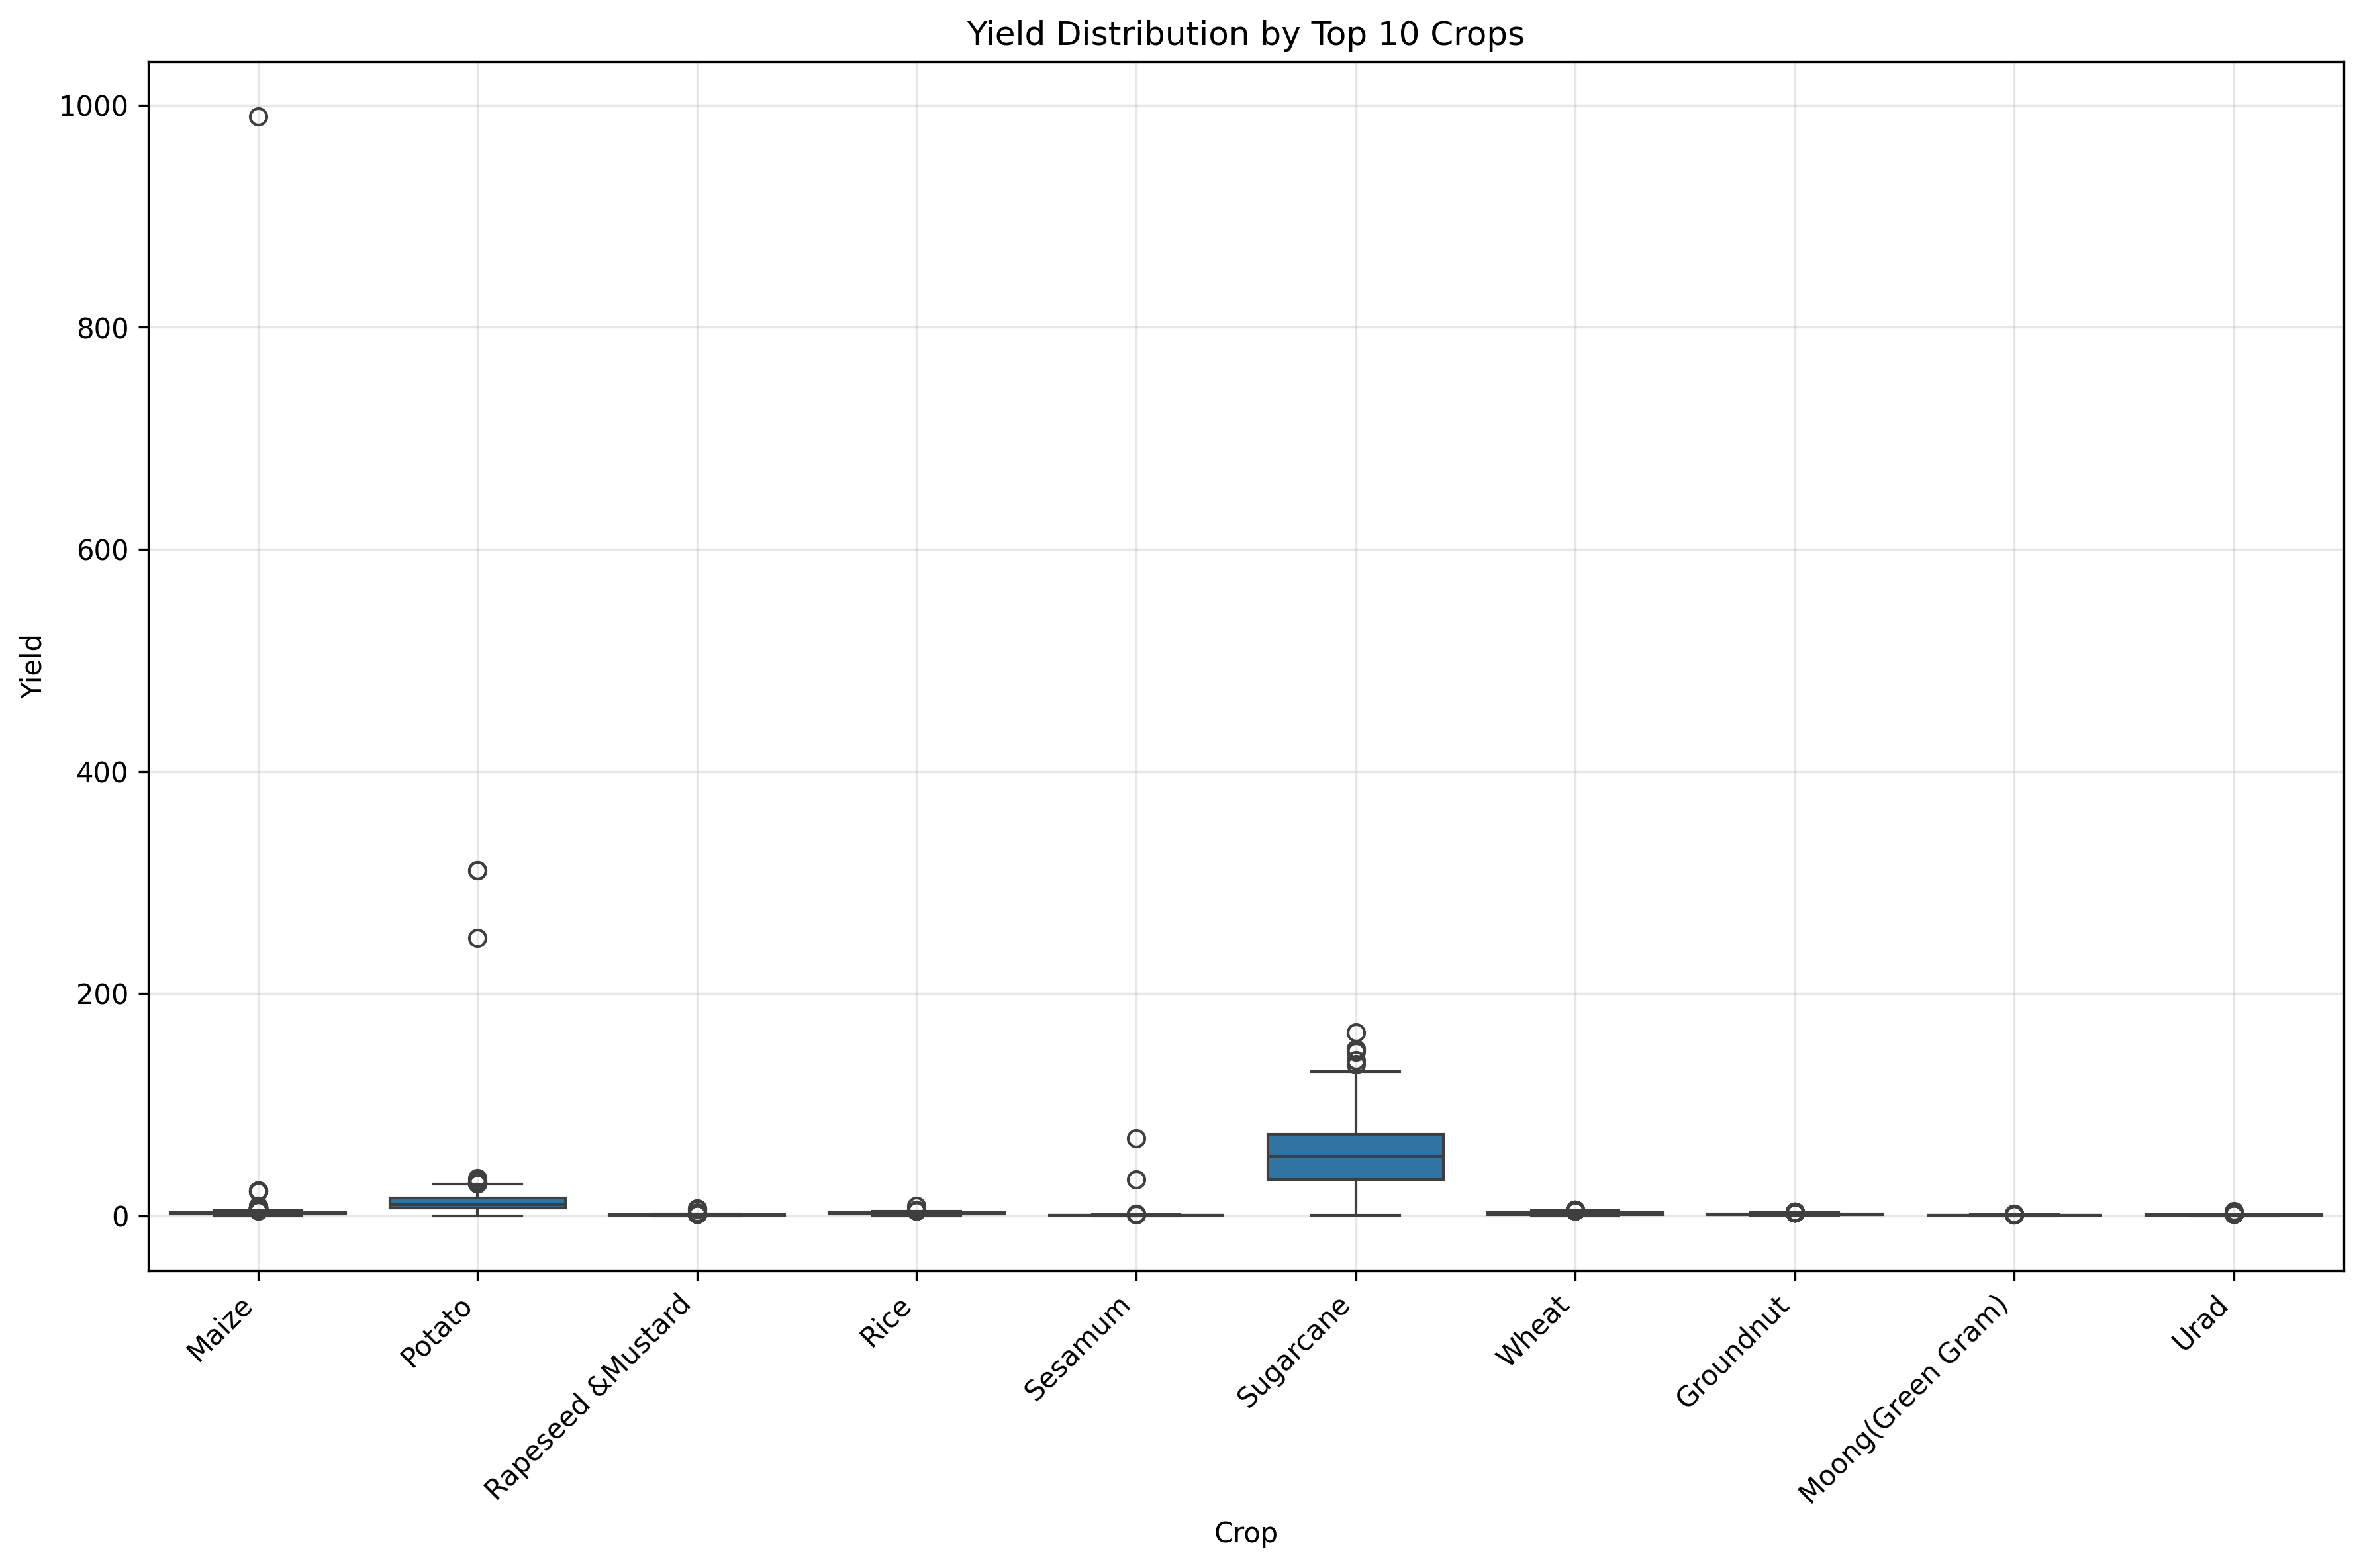 Yield Distribution by Top 10 Crops
1000
800
600
400
200
0
Yield
Maize
Potato
Rapeseed &Mustard
Rice
Sesamum
Sugarcane
Wheat
Groundnut
Moong(Green Gram)
Urad
Crop